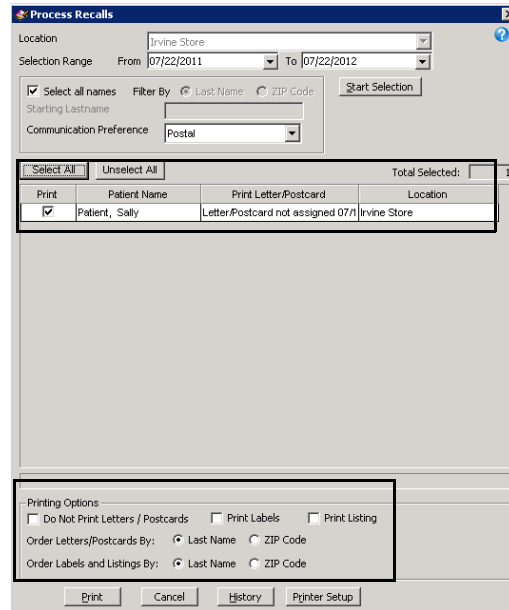 Process Recalls
Location Irvine Store
Selection Range From 07/22/2011 To 07/22/2012
Select all names Filter By Last Name ZIP Code Start Selection
Starting Lastname
Communication Preference Postal
Select All Unselect All Total Selected: 1
Print Patient Name Print Letter/Postcard Location
Patient, Sally Letter/Postcard not assigned 07/1 Irvine Store
Printing Options
Do Not Print Letters / Postcards Print Labels Print Listing
Order Letters/Postcards By: Last Name ZIP Code
Order Labels and Listings By: Last Name ZIP Code
Print Cancel History Printer Setup